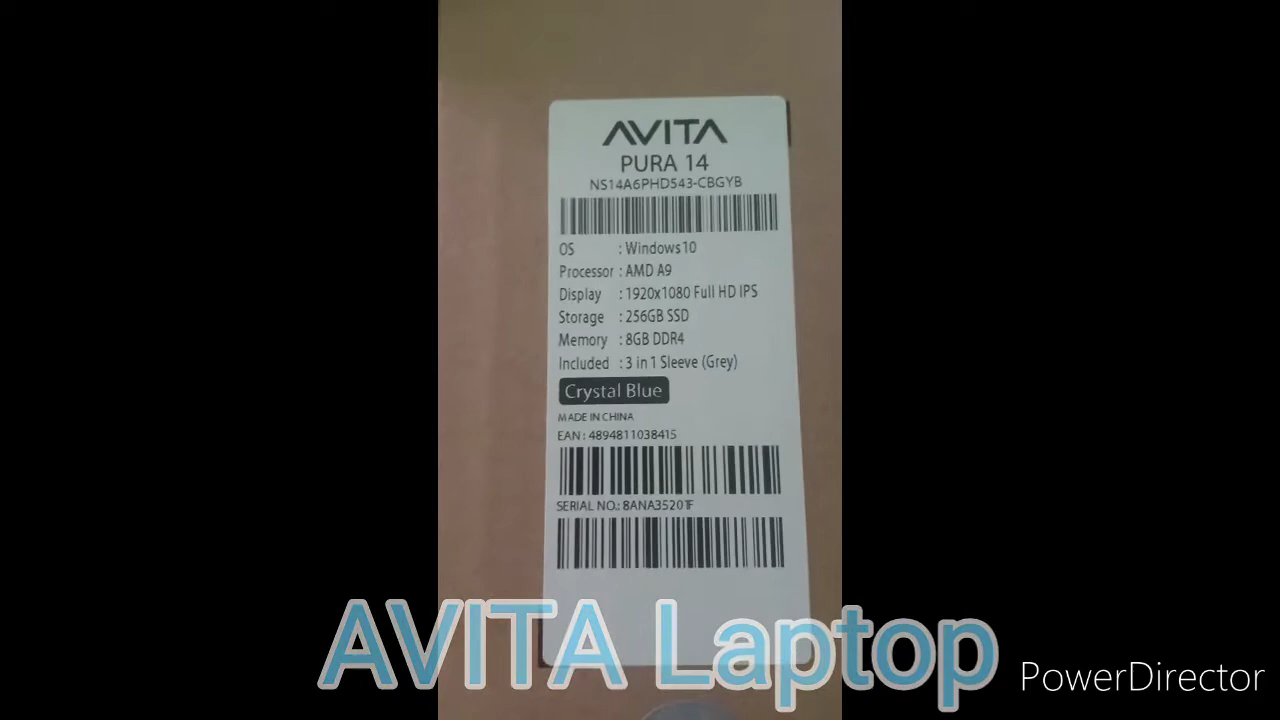 AVITA
PURA 14
NS14A6PHD543-CBGYB
OS : Windows10
Processor : AMD A9
Display : 1920x1080 Full HD IPS
Storage : 256GB SSD
Memory : 8GB DDR4
Included : 3 in 1 Sleeve (Grey)
Crystal Blue
MADE IN CHINA
EAN : 4894811038415
SERIAL NO.: 8ANA35201F
AVITA Laptop
PowerDirector